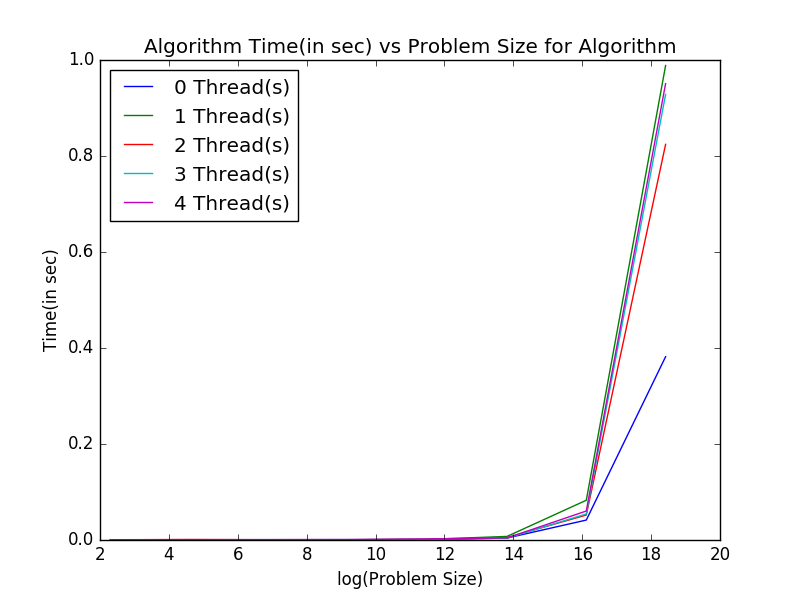 Algorithm Time(in sec) vs Problem Size for Algorithm
1.0
0.8
0.6
0.4
0.2
0.0
Time(in sec)
0 Thread(s)
1 Thread(s)
2 Thread(s)
3 Thread(s)
4 Thread(s)
2 4 6 8 10 12 14 16 18 20
log(Problem Size)